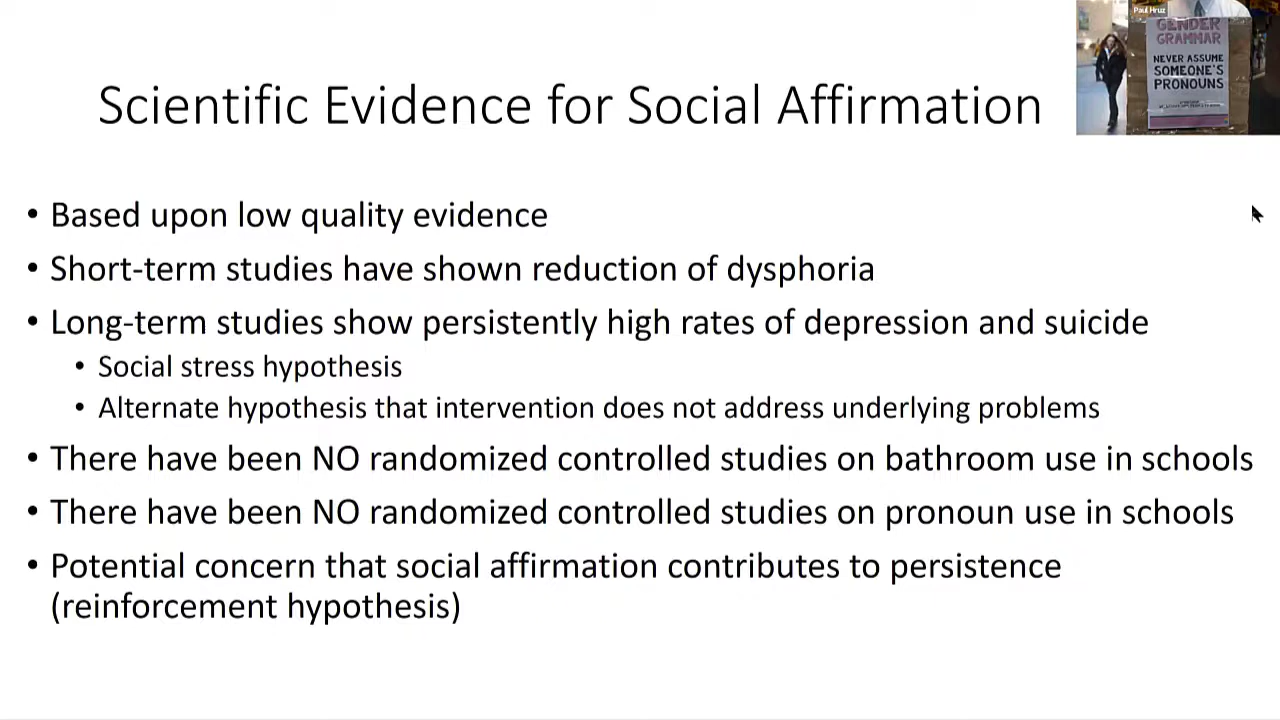 Paul Hruz
GENDER
GRAMMAR
NEVER ASSUME
SOMEONE'S
PRONOUNS
Scientific Evidence for Social Affirmation
• Based upon low quality evidence
• Short-term studies have shown reduction of dysphoria
• Long-term studies show persistently high rates of depression and suicide
• Social stress hypothesis
• Alternate hypothesis that intervention does not address underlying problems
• There have been NO randomized controlled studies on bathroom use in schools
• There have been NO randomized controlled studies on pronoun use in schools
• Potential concern that social affirmation contributes to persistence
(reinforcement hypothesis)